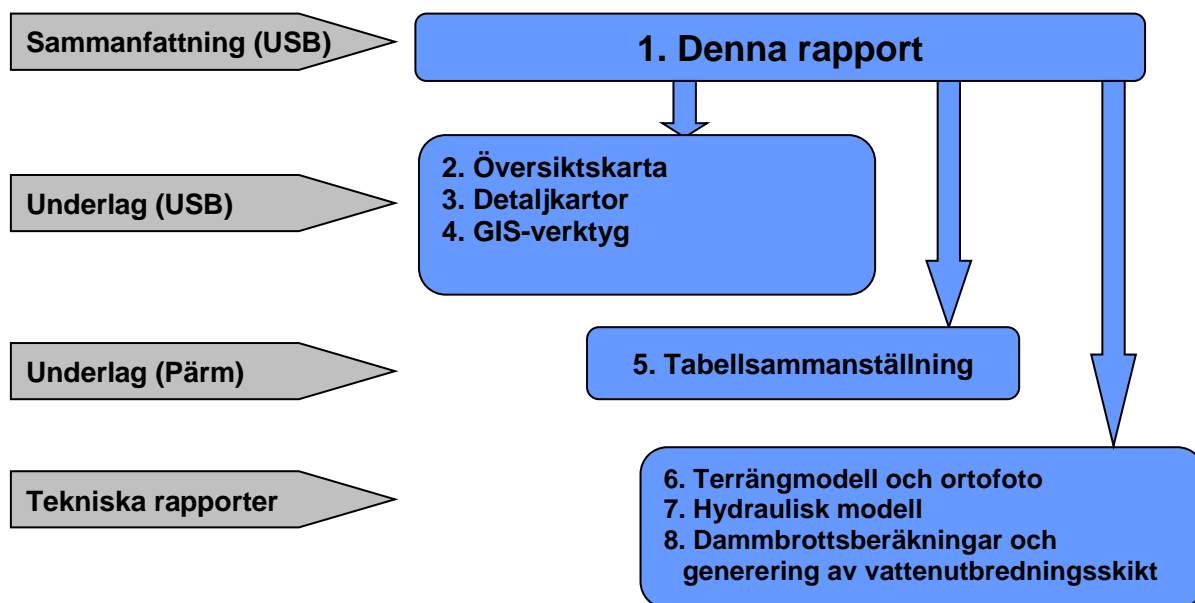 Sammanfattning (USB)
1. Denna rapport
Underlag (USB)
2. Översiktskarta
3. Detaljkartor
4. GIS-verktyg
Underlag (Pärm)
5. Tabellsammanställning
Tekniska rapporter
6. Terrängmodell och ortofoto
7. Hydraulisk modell
8. Dammbrottsberäkningar och
generering av vattenutbredningsskikt